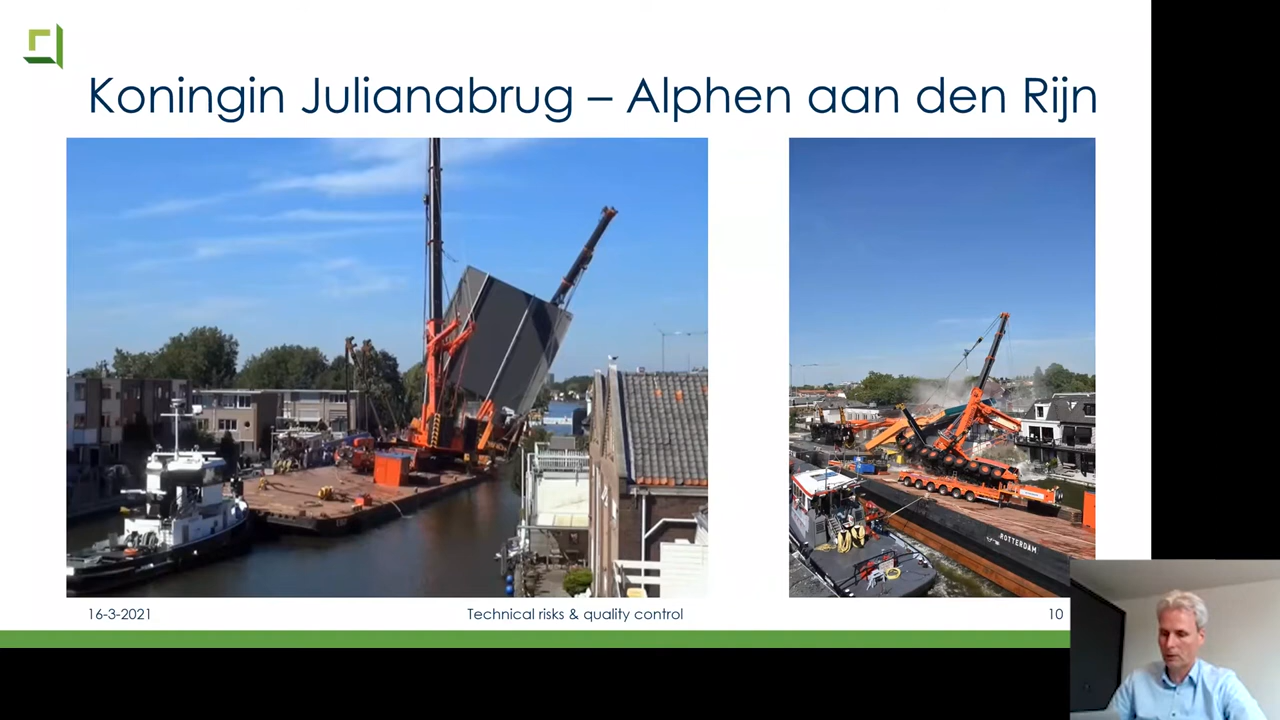 Koningin Julianabrug – Alphen aan den Rijn
ROTTERDAM
16-3-2021
Technical risks & quality control
10